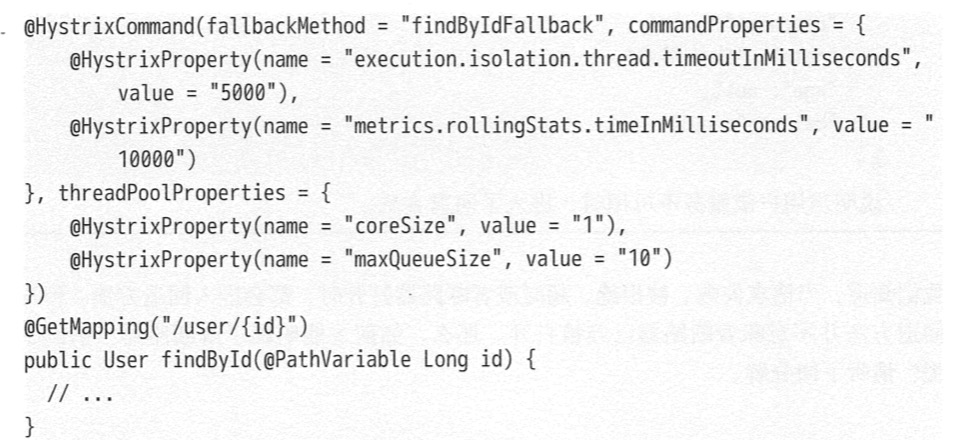 @HystrixCommand(fallbackMethod = "findByIdFallback", commandProperties = {
    @HystrixProperty(name = "execution.isolation.thread.timeoutInMilliseconds",
        value = "5000"),
    @HystrixProperty(name = "metrics.rollingStats.timeInMilliseconds", value = "
        10000")
}, threadPoolProperties = {
    @HystrixProperty(name = "coreSize", value = "1"),
    @HystrixProperty(name = "maxQueueSize", value = "10")
})
@GetMapping("/user/{id}")
public User findById(@PathVariable Long id) {
  // ...
}